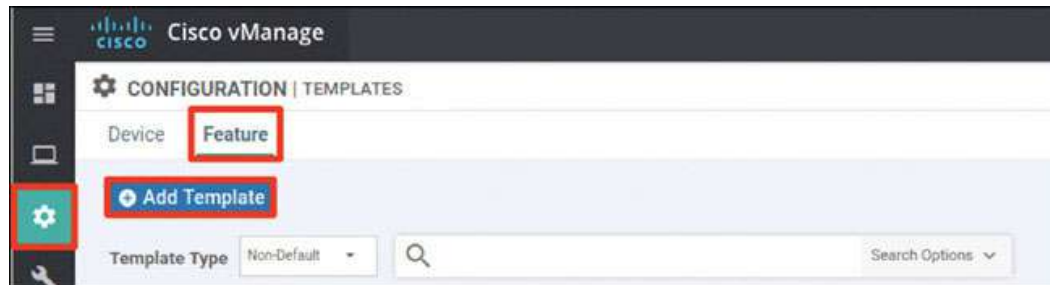 cisco Cisco vManage
CONFIGURATION | TEMPLATES
Device Feature
Add Template
Template Type Non-Default Search Options